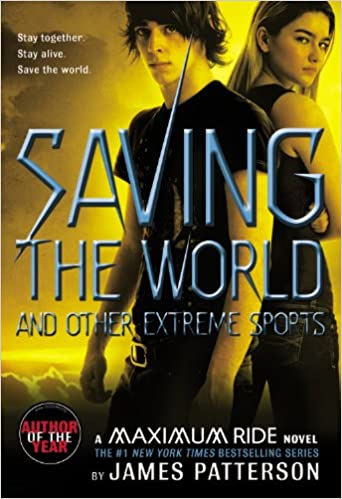 Stay together.
Stay alive.
Save the world.
SAVING
THE WORLD
AND OTHER EXTREME SPORTS
AUTHOR
OF THE
YEAR
A MAXIMUM RIDE NOVEL
THE #1 NEW YORK TIMES BESTSELLING SERIES
BY JAMES PATTERSON